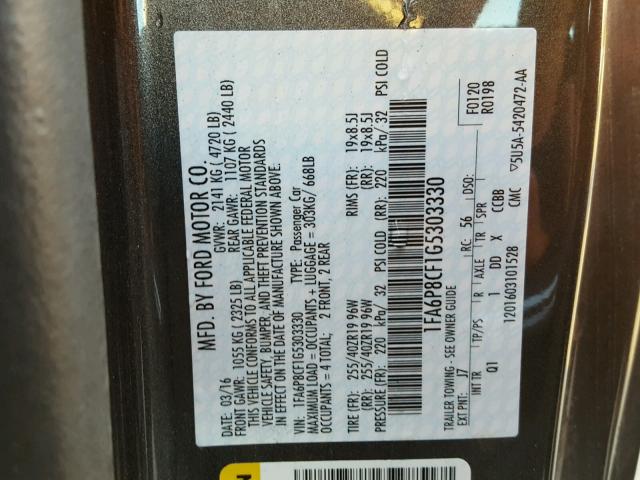 MFD. BY FORD MOTOR CO.
03/16 GVWR: 2141 KG ( 4720 LB)
FRONT GAWR: 1055 KG ( 2325 LB) REAR GAWR: 1107 KG ( 2440 LB)
THIS VEHICLE CONFORMS TO ALL APPLICABLE FEDERAL MOTOR
VEHICLE SAFETY, BUMPER, AND THEFT PREVENTION STANDARDS
IN EFFECT ON THE DATE OF MANUFACTURE SHOWN ABOVE.
VIN: 1FA6P8CF1G5303330 TYPE: Passenger Car
MAXIMUM LOAD = OCCUPANTS + LUGGAGE = 303KG/ 668LB
OCCUPANTS = 4 TOTAL; 2 FRONT, 2 REAR
TIRE (FR): 255/40ZR19 96W RIMS (FR): 19x8.5J
(RR): 255/40ZR19 96W (RR): 19x8.5J
PRESSURE (FR): 220 kPa/ 32 PSI COLD (RR): 220 kPa/ 32 PSI COLD
1FA6P8CF1G5303330
TRAILER TOWING - SEE OWNER GUIDE
F0120
R0198
EXT PNT: J7 RC: 56 DSO:
INT TR TP/PS R AXLE TR SPR
Q1 1 DD X CCBB
1201603101528 CMC ▽5U5A-5420472-AA
N